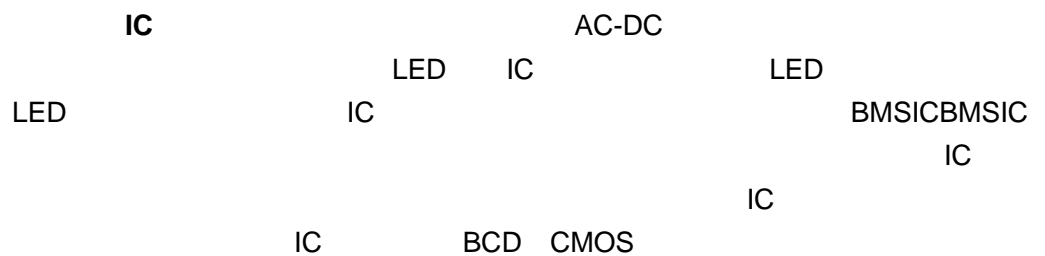 IC AC-DC
LED IC LED
LED IC BMSICBMSIC
IC
IC
IC BCD CMOS